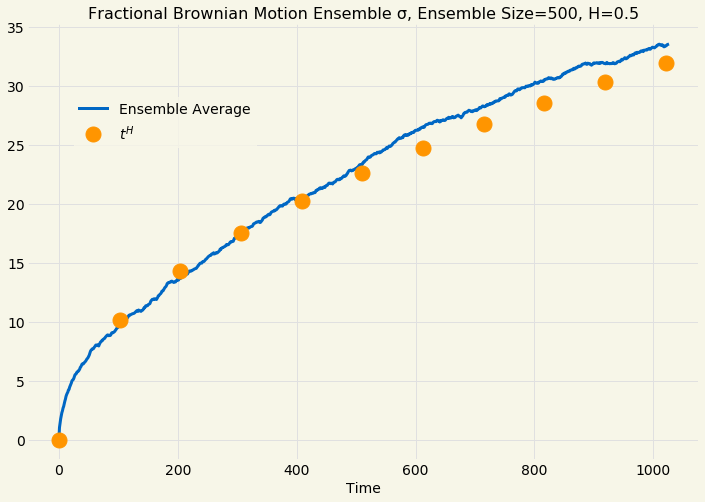 Fractional Brownian Motion Ensemble σ, Ensemble Size=500, H=0.5
35
30
25
20
15
10
5
0
Ensemble Average
t^H
0 200 400 600 800 1000
Time